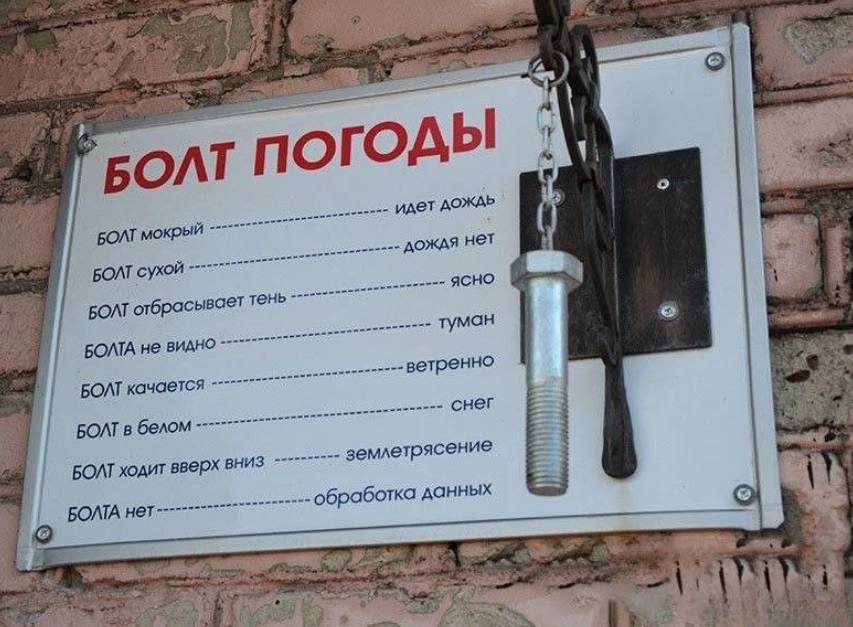 БОЛТ ПОГОДЫ
БОЛТ мокрый ---------------------------- идет дождь
БОЛТ сухой --------------------------------- дождя нет
БОЛТ отбрасывает тень ------------------------ ясно
БОЛТА не видно --------------------------------- туман
БОЛТ качается ------------------------------ветренно
БОЛТ в белом -------------------------------------- снег
БОЛТ ходит вверх вниз ---------- землетрясение
БОЛТА нет------------------------обработка данных